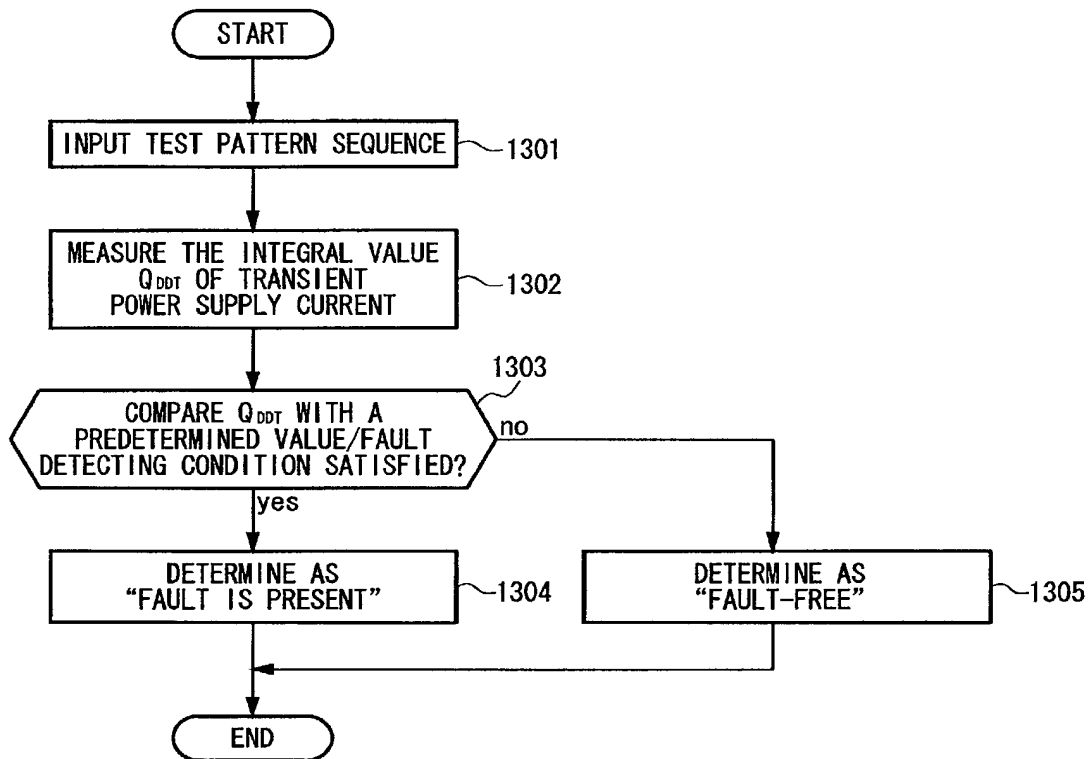 START
INPUT TEST PATTERN SEQUENCE
1301
MEASURE THE INTEGRAL VALUE
QDDT OF TRANSIENT
POWER SUPPLY CURRENT
1302
1303
COMPARE QDDT WITH A
PREDETERMINED VALUE/FAULT
DETECTING CONDITION SATISFIED?
no
yes
DETERMINE AS
“FAULT IS PRESENT”
1304
DETERMINE AS
“FAULT-FREE”
1305
END